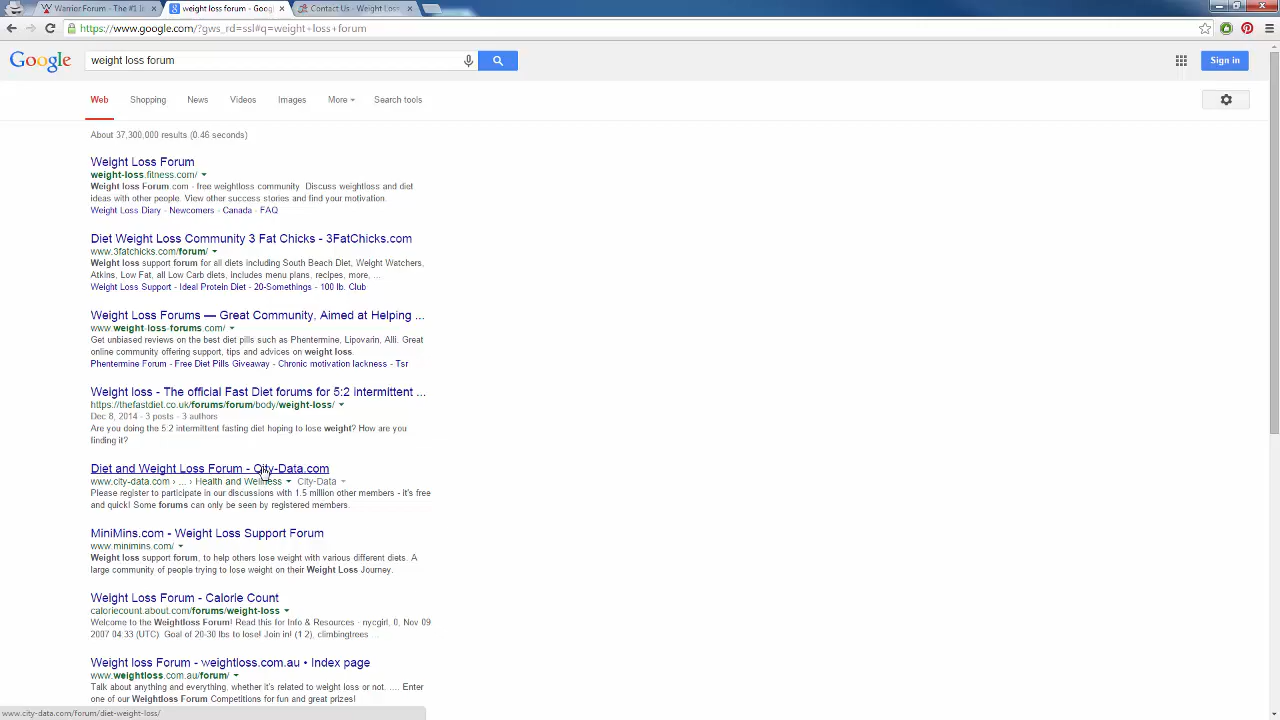 Warrior Forum - The #1 I
weight loss forum - Goog
Contact Us - Weight Loss
https://www.google.com/?gws_rd=ssl#q=weight+loss+forum
Google
weight loss forum
Sign in
Web Shopping News Videos Images More Search tools
About 37,300,000 results (0.46 seconds)
Weight Loss Forum
weight-loss.fitness.com/
Weight loss Forum.com - free weightloss community. Discuss weightloss and diet
ideas with other people. View other success stories and find your motivation.
Weight Loss Diary - Newcomers - Canada - FAQ
Diet Weight Loss Community 3 Fat Chicks - 3FatChicks.com
www.3fatchicks.com/forum/
Weight loss support forum for all diets including South Beach Diet, Weight Watchers,
Atkins, Low Fat, all Low Carb diets, includes menu plans, recipes, more, ...
Weight Loss Support - Ideal Protein Diet - 20-Somethings - 100 lb. Club
Weight Loss Forums — Great Community, Aimed at Helping ...
www.weight-loss-forums.com/
Get unbiased reviews on the best diet pills such as Phentermine, Lipovarin, Alli. Great
online community offering support, tips and advices on weight loss.
Phentermine Forum - Free Diet Pills Giveaway - Chronic motivation lackness - Tsr
Weight loss - The official Fast Diet forums for 5:2 intermittent ...
https://thefastdiet.co.uk/forums/forum/body/weight-loss/
Dec 8, 2014 - 3 posts - 3 authors
Are you doing the 5:2 intermittent fasting diet hoping to lose weight? How are you
finding it?
Diet and Weight Loss Forum - City-Data.com
www.city-data.com › ... › Health and Wellness City-Data
Please register to participate in our discussions with 1.5 million other members - it's free
and quick! Some forums can only be seen by registered members.
MiniMins.com - Weight Loss Support Forum
www.minimins.com/
Weight loss support forum, to help others lose weight with various different diets. A
large community of people trying to lose weight on their Weight Loss Journey.
Weight Loss Forum - Calorie Count
caloriecount.about.com/forums/weight-loss
Welcome to the Weightloss Forum! Read this for Info & Resources · nycgirl, 0, Nov 09
2007 04:33 (UTC). Goal of 20-30 lbs to lose! Join in! (1 2), climbingtrees ...
Weight loss Forum - weightloss.com.au • Index page
www.weightloss.com.au/forum/
Talk about anything and everything, whether it's related to weight loss or not. .... Enter
one of our Weightloss Forum Competitions for fun and great prizes!
www.city-data.com/forum/diet-weight-loss/